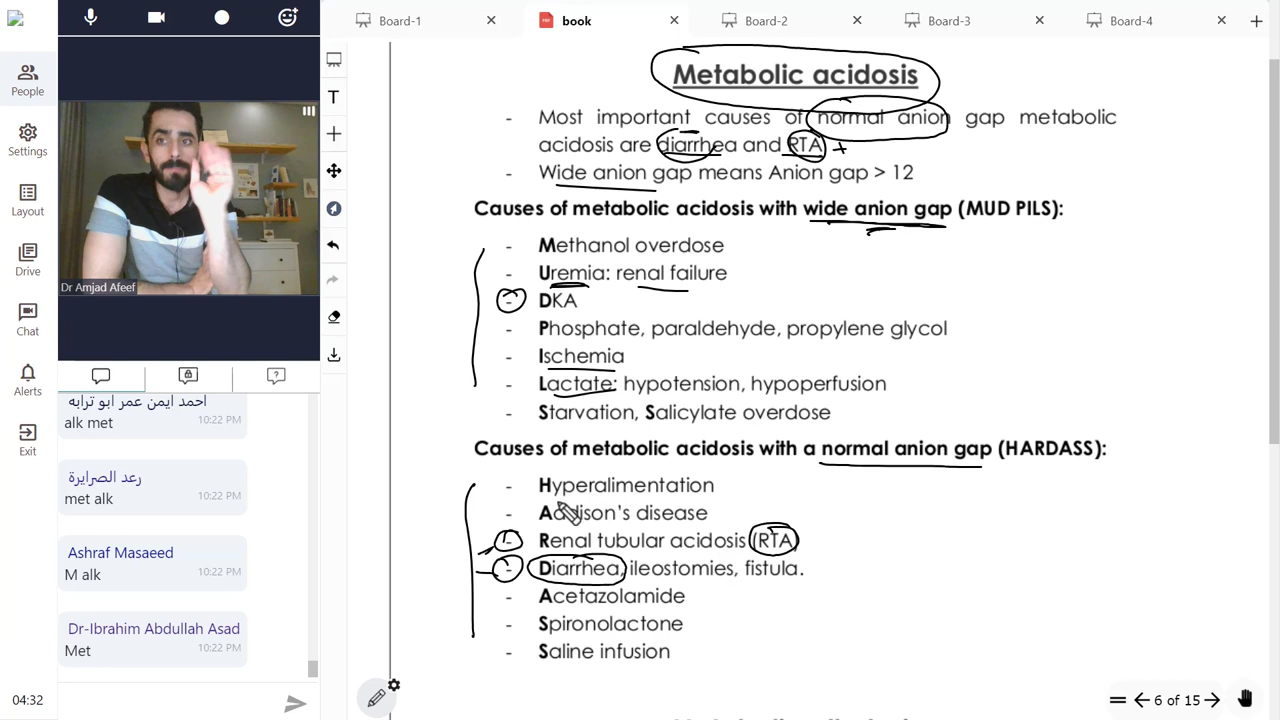 Board-1
book
Board-2
Board-3
Board-4
People
Settings
Layout
Drive
Chat
Alerts
Exit
04:32
Dr Amjad Afeef
احمد ايمن عمر ابو ترابه
alk met
10:22 PM
رعد الصرايرة
met alk
10:22 PM
Ashraf Masaeed
M alk
10:22 PM
Dr-Ibrahim Abdullah Asad
Met
10:22 PM
T
Metabolic acidosis
- Most important causes of normal anion gap metabolic
acidosis are diarrhea and RTA +
- Wide anion gap means Anion gap > 12
Causes of metabolic acidosis with wide anion gap (MUD PILS):
- Methanol overdose
- Uremia: renal failure
- DKA
- Phosphate, paraldehyde, propylene glycol
- Ischemia
- Lactate: hypotension, hypoperfusion
- Starvation, Salicylate overdose
Causes of metabolic acidosis with a normal anion gap (HARDASS):
- Hyperalimentation
- Addison's disease
- Renal tubular acidosis (RTA)
- Diarrhea, ileostomies, fistula.
- Acetazolamide
- Spironolactone
- Saline infusion
6 of 15